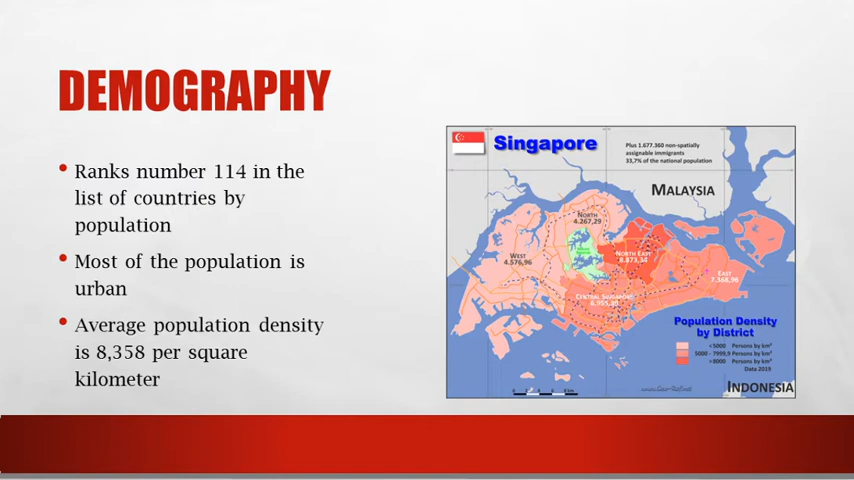 DEMOGRAPHY
Ranks number 114 in the
list of countries by
population
Most of the population is
urban
Average population density
is 8,358 per square
kilometer
Singapore
Plus 1.677.360 non-spatially
assignable immigrants
33,7% of the national population
MALAYSIA
NORTH
4.267,29
WEST
4.576,96
NORTH EAST
8.873,34
EAST
7.368,96
CENTRAL SINGAPORE
Population Density
by District
<5000 Persons by km²
5000 - 7999,9 Persons by km²
>8000 Persons by km²
Data 2019
INDONESIA